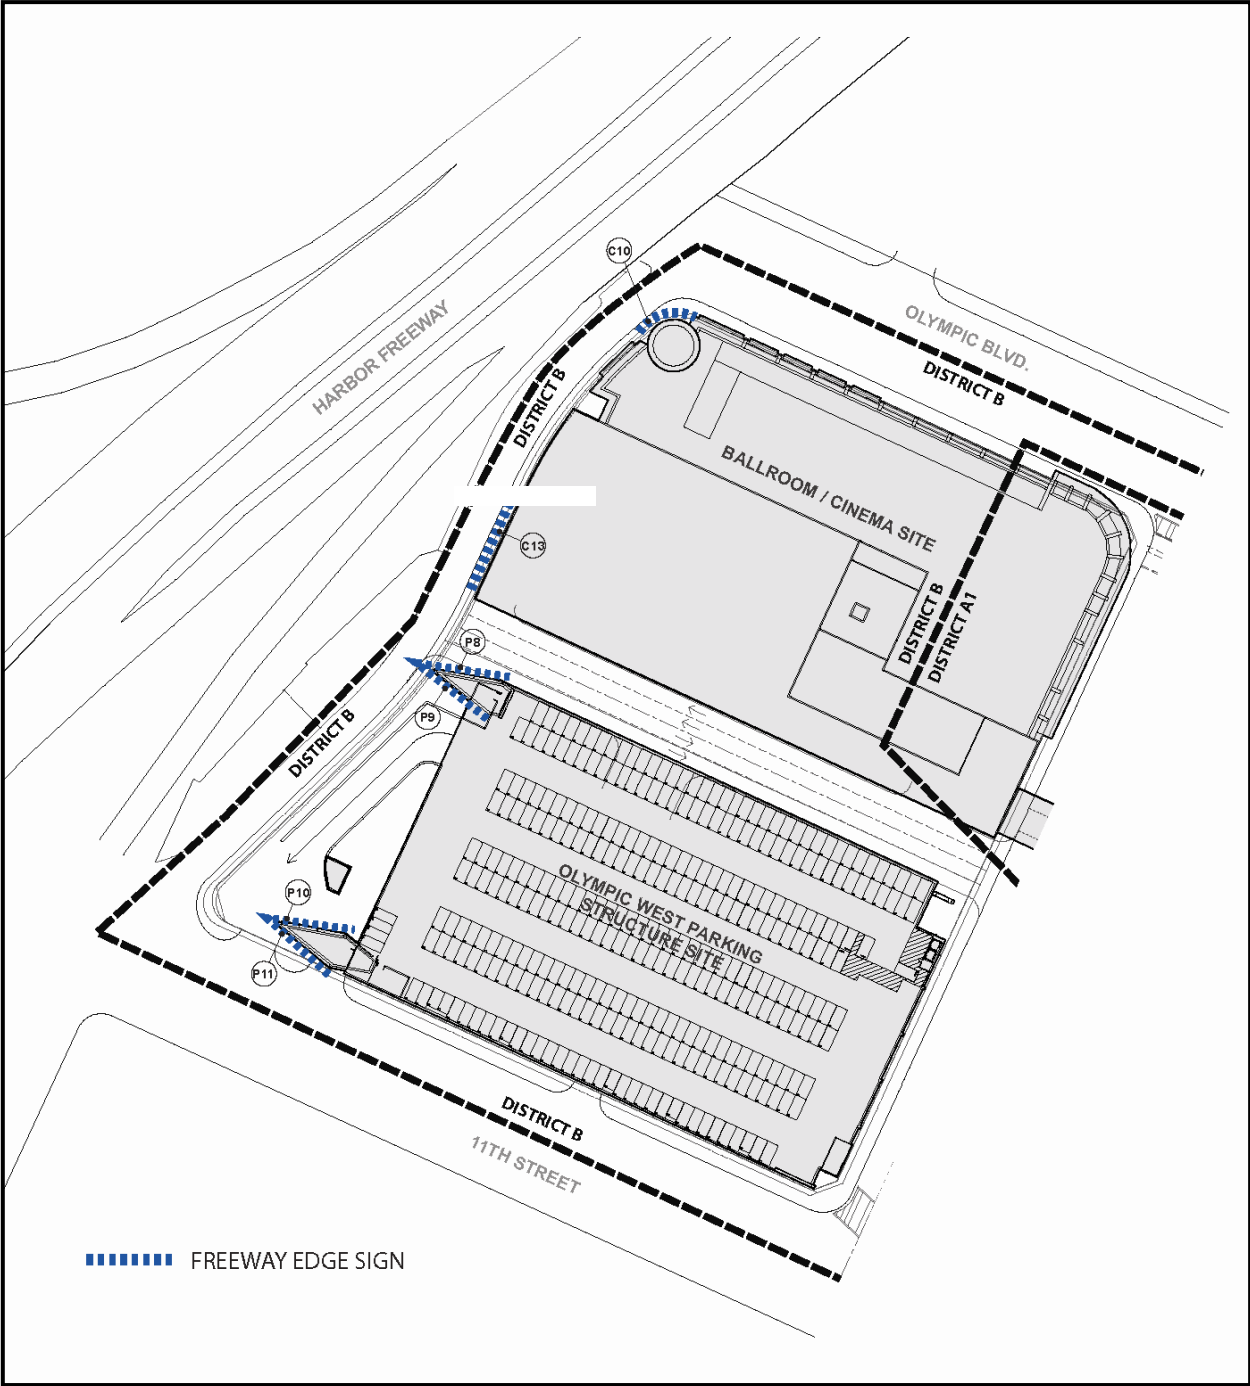 C10
OLYMPIC BLVD.
HARBOR FREEWAY
DISTRICT B
DISTRICT B
BALLROOM / CINEMA SITE
C13
DISTRICT B
DISTRICT A1
P8
P9
DISTRICT B
OLYMPIC WEST PARKING
STRUCTURE SITE
P10
P11
DISTRICT B
11TH STREET
FREEWAY EDGE SIGN